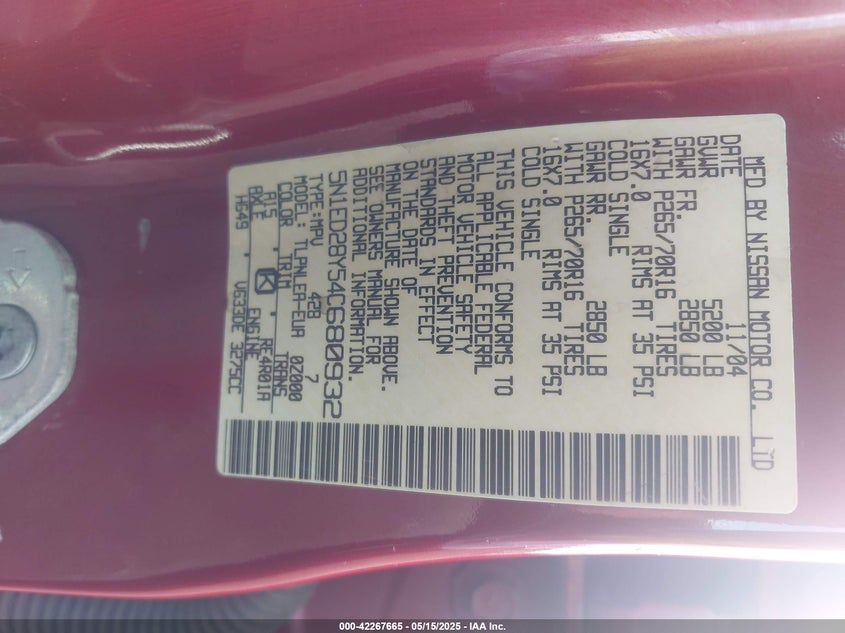 MFD BY NISSAN MOTOR CO., LTD
DATE 11/04
GVWR 5200 LB
GAWR FR. 2850 LB
WITH P265/70R16 TIRES
16X7.0 RIMS AT 35 PSI
COLD SINGLE
GAWR RR. 2850 LB
WITH P265/70R16 TIRES
16X7.0 RIMS AT 35 PSI
COLD SINGLE
THIS VEHICLE CONFORMS TO
ALL APPLICABLE FEDERAL
MOTOR VEHICLE SAFETY
AND THEFT PREVENTION
STANDARDS IN EFFECT
ON THE DATE OF
MANUFACTURE SHOWN ABOVE.
SEE OWNERS MANUAL FOR
ADDITIONAL INFORMATION.
5N1ED28Y54C680932
TYPE:MPV 428 7
MODEL: TLPNLEA-EUA 0Z000
COLOR TRIM TRANS
A15 K RE4R01A
AXLE ENGINE
H549 VG33DE 3275CC
000-42267665 - 05/15/2025 - IAA Inc.